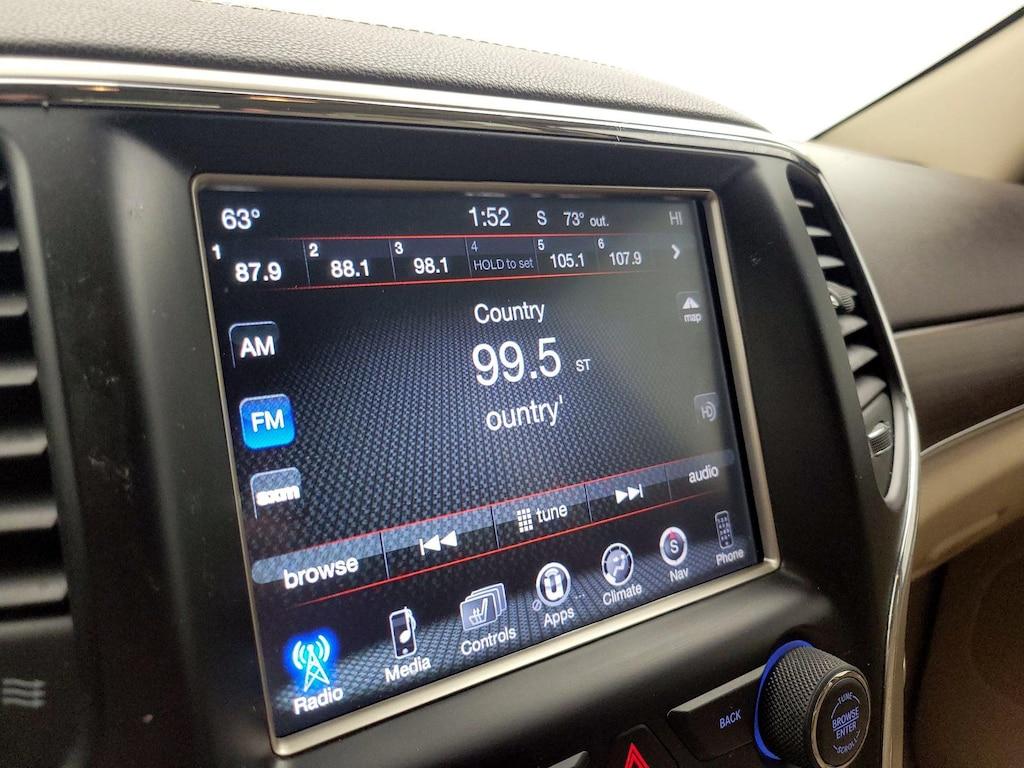 63° 1:52 S 73° out. HI
1 87.9 2 88.1 3 98.1 4 HOLD to set 5 105.1 6 107.9
Country
map
AM
99.5 ST
FM
ountry'
HD
sxm
browse tune audio
Radio Media Controls Apps Climate S Nav Phone
BACK
TUNE
BROWSE
ENTER
SCROLL